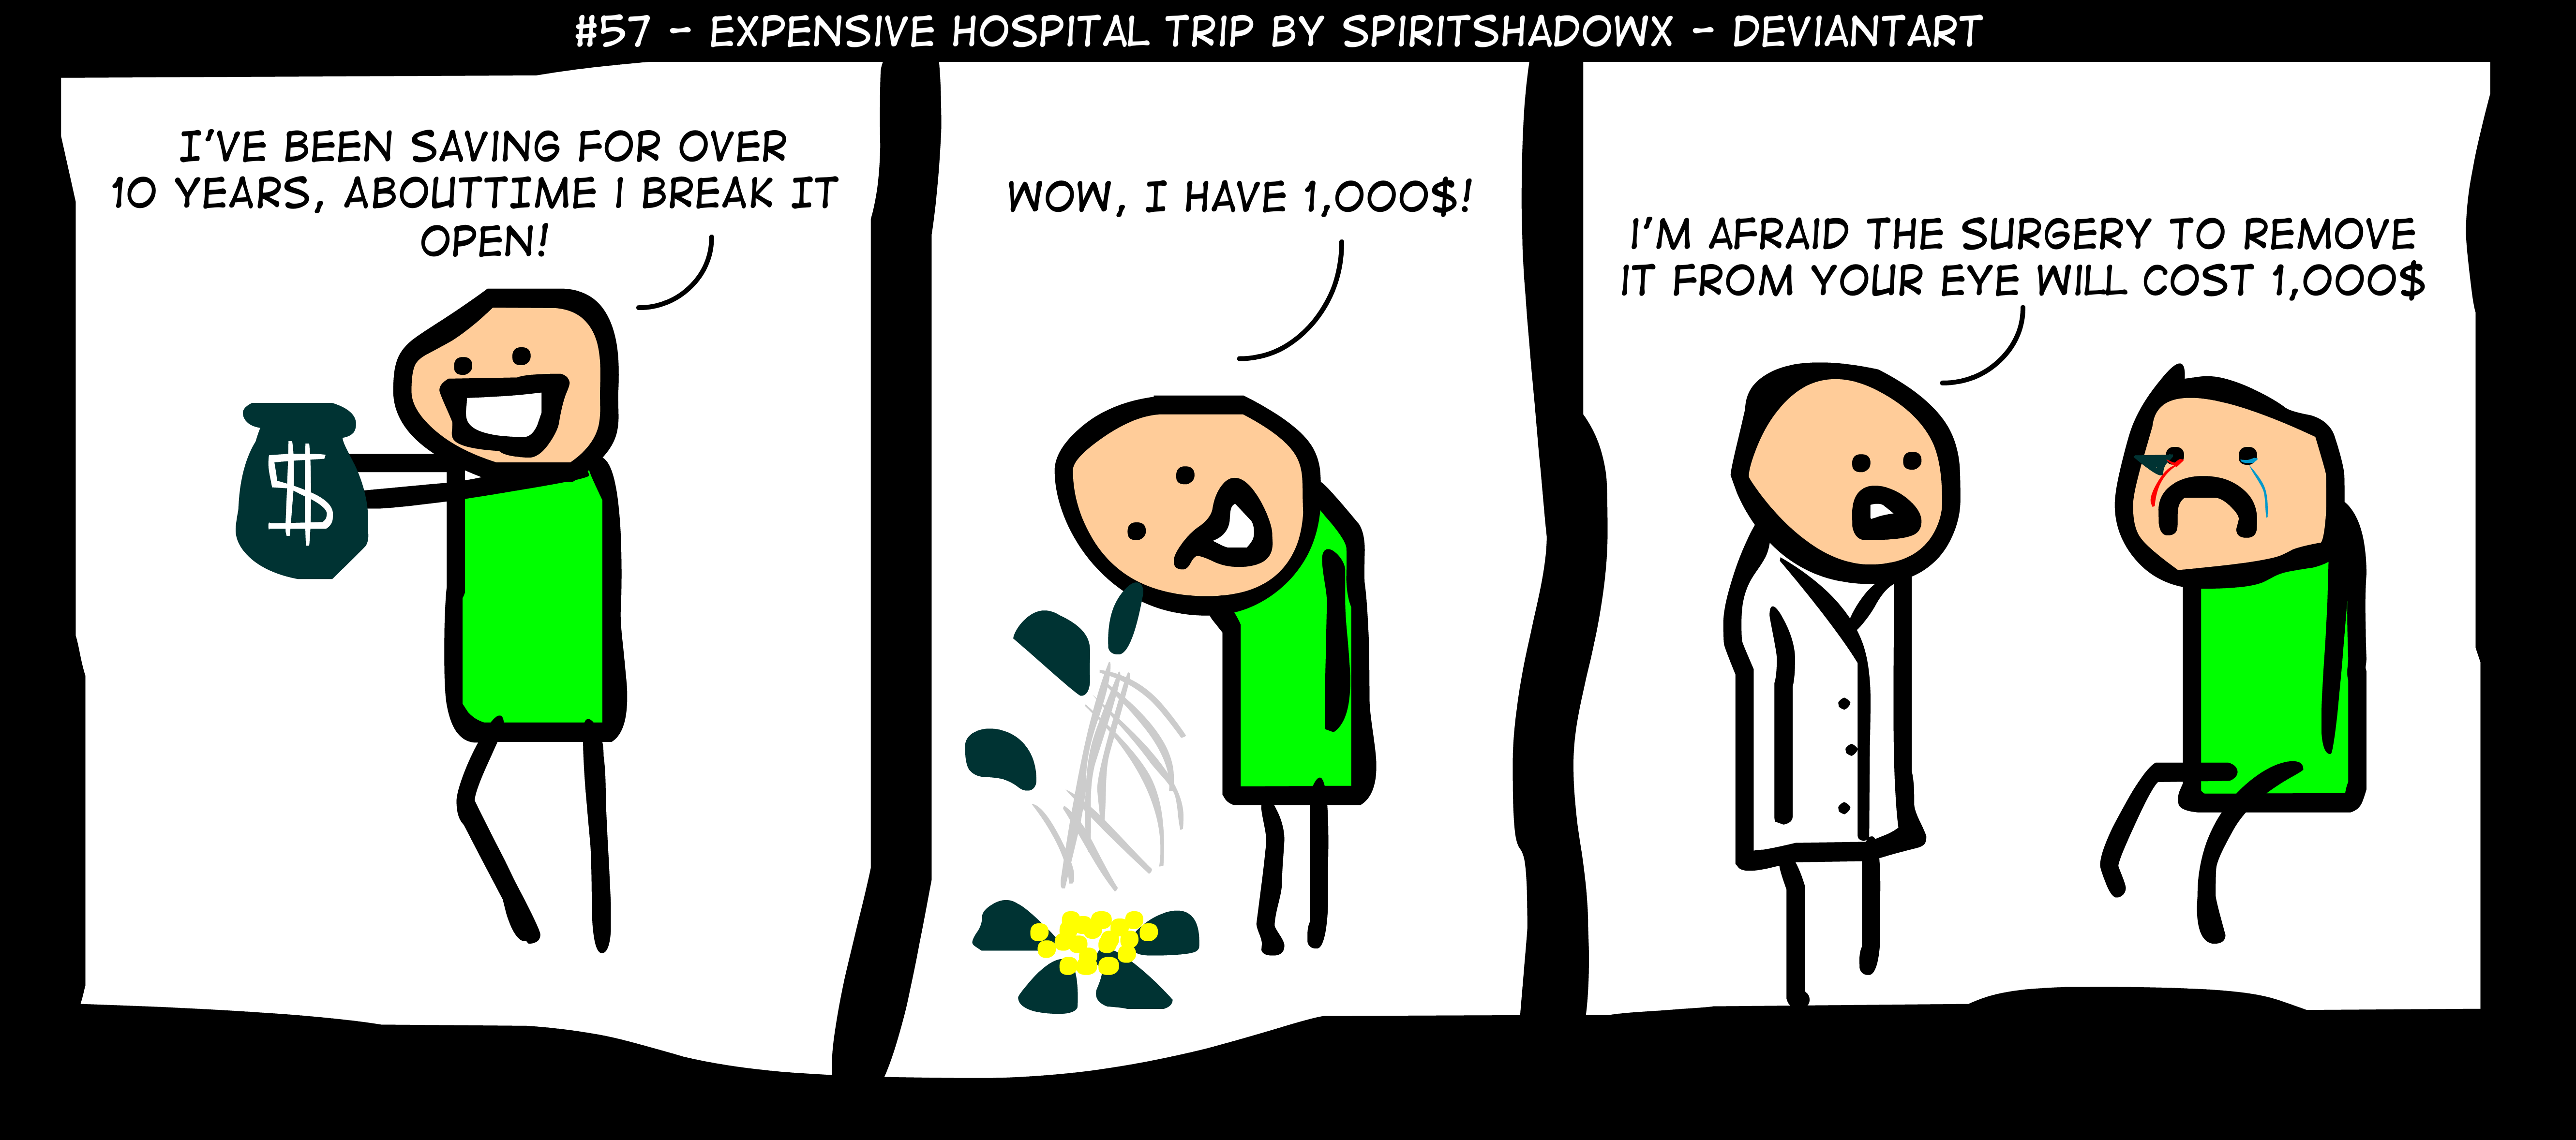 #57 - EXPENSIVE HOSPITAL TRIP BY SPIRITSHADOWX - DEVIANTART
I'VE BEEN SAVING FOR OVER
10 YEARS, ABOUTTIME I BREAK IT
OPEN!
$
WOW, I HAVE 1,000$!
I'M AFRAID THE SURGERY TO REMOVE
IT FROM YOUR EYE WILL COST 1,000$